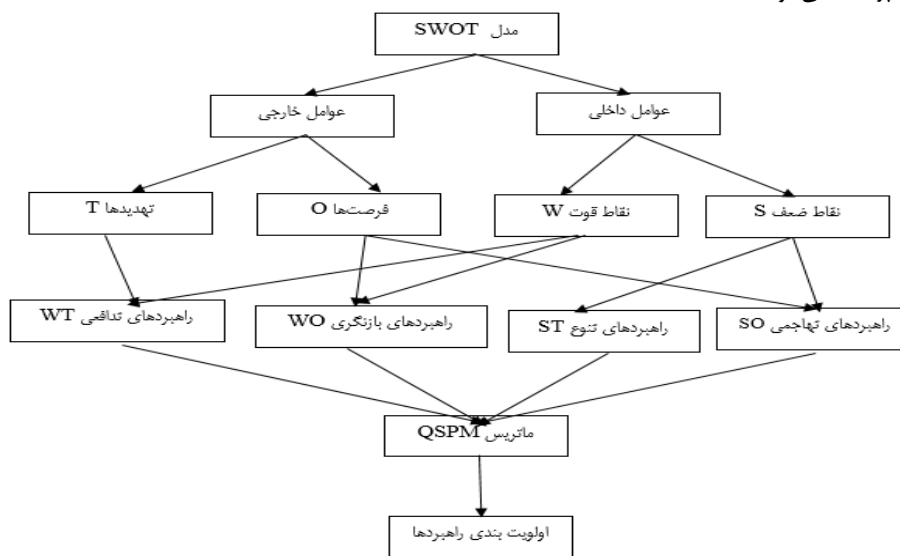 مدل SWOT
عوامل داخلی
عوامل خارجی
نقاط ضعف S
نقاط قوت W
فرصت‌ها O
تهدیدها T
راهبردهای تهاجمی SO
راهبردهای تنوع ST
راهبردهای بازنگری WO
راهبردهای تدافعی WT
ماتریس QSPM
اولویت بندی راهبردها